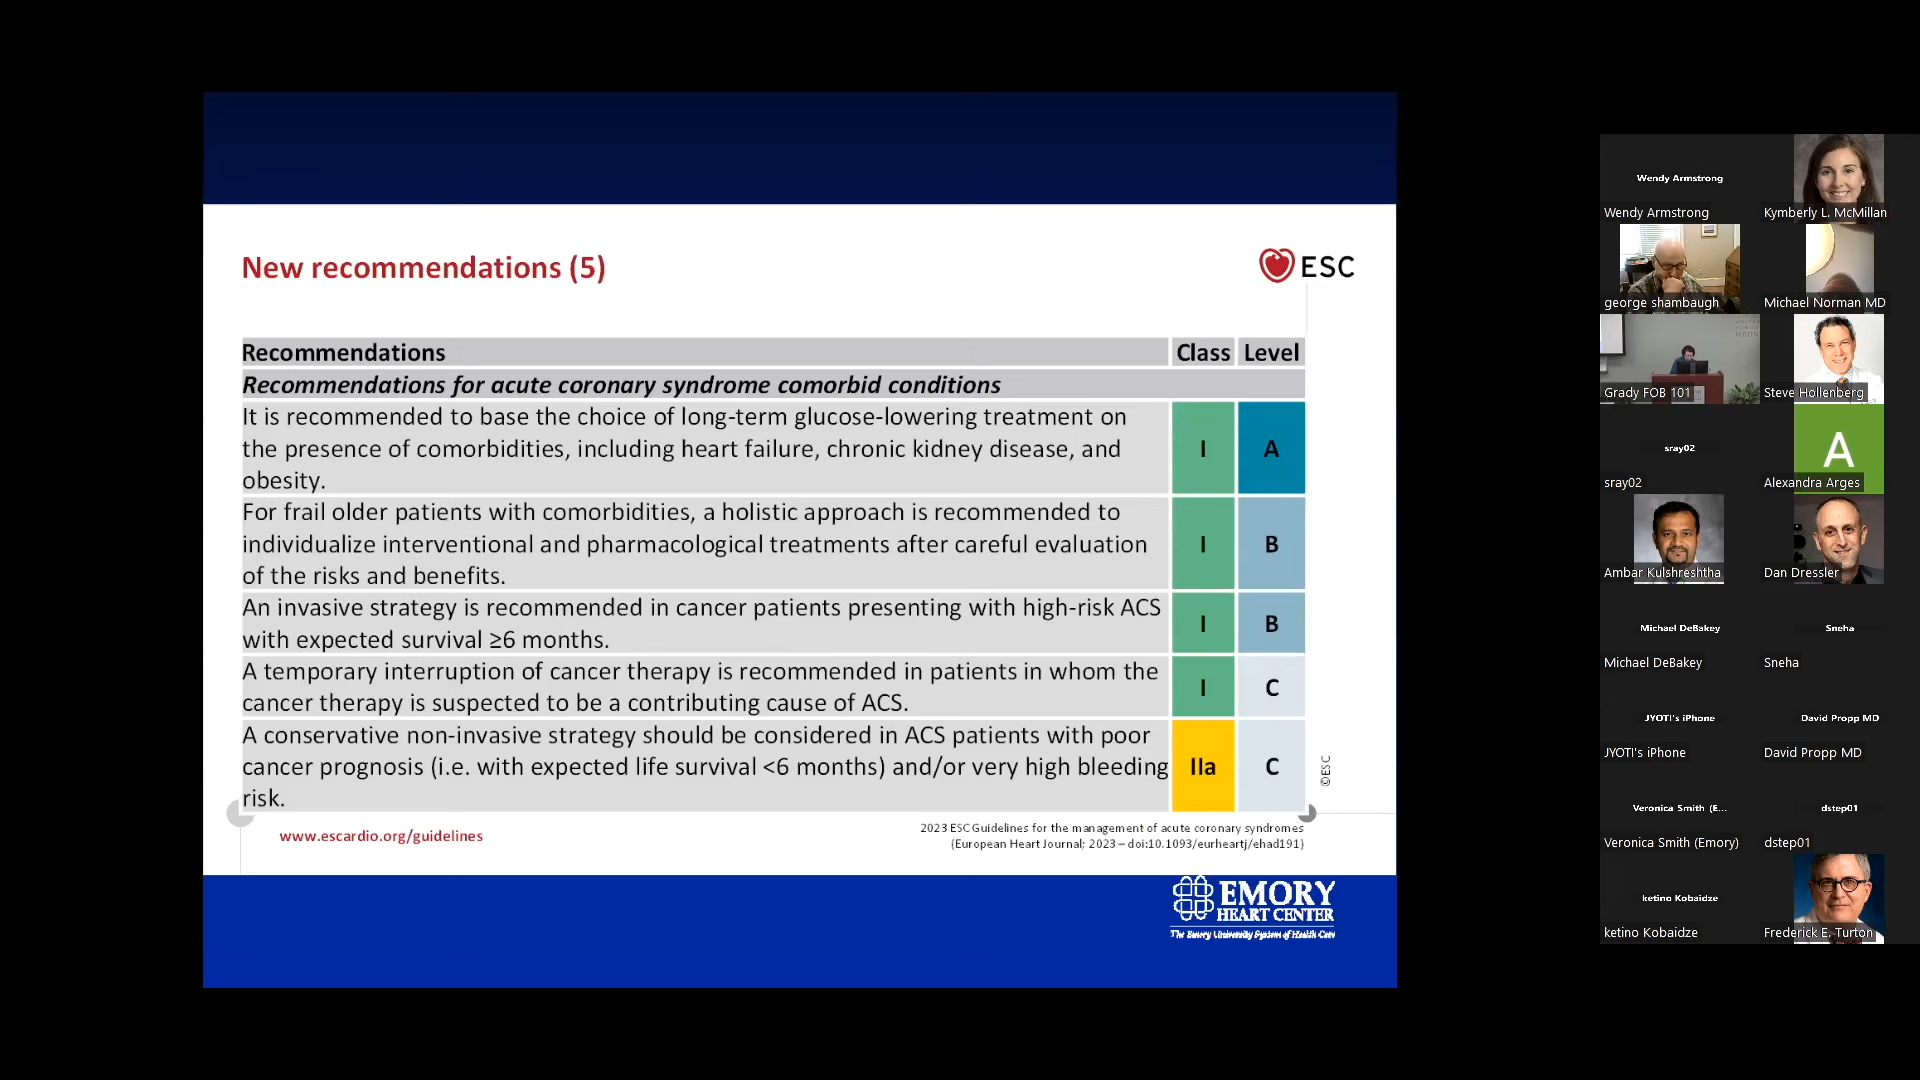 New recommendations (5)
ESC
Recommendations Class Level
Recommendations for acute coronary syndrome comorbid conditions
It is recommended to base the choice of long-term glucose-lowering treatment on
the presence of comorbidities, including heart failure, chronic kidney disease, and
obesity.
I A
For frail older patients with comorbidities, a holistic approach is recommended to
individualize interventional and pharmacological treatments after careful evaluation
of the risks and benefits.
I B
An invasive strategy is recommended in cancer patients presenting with high-risk ACS
with expected survival ≥6 months.
I B
A temporary interruption of cancer therapy is recommended in patients in whom the
cancer therapy is suspected to be a contributing cause of ACS.
I C
A conservative non-invasive strategy should be considered in ACS patients with poor
cancer prognosis (i.e. with expected life survival <6 months) and/or very high bleeding
risk.
IIa C
©ESC
www.escardio.org/guidelines
2023 ESC Guidelines for the management of acute coronary syndromes
(European Heart Journal; 2023 – doi:10.1093/eurheartj/ehad191)
EMORY
HEART CENTER
The Emory University System of Health Care
Wendy Armstrong
Wendy Armstrong
Kymberly L. McMillan
george shambaugh
Michael Norman MD
Grady FOB 101
Steve Hollenberg
sray02
sray02
A
Alexandra Arges
Ambar Kulshreshtha
Dan Dressler
Michael DeBakey
Michael DeBakey
Sneha
Sneha
JYOTI's iPhone
JYOTI's iPhone
David Propp MD
David Propp MD
Veronica Smith (E...
Veronica Smith (Emory)
dstep01
dstep01
ketino Kobaidze
ketino Kobaidze
Frederick E. Turton